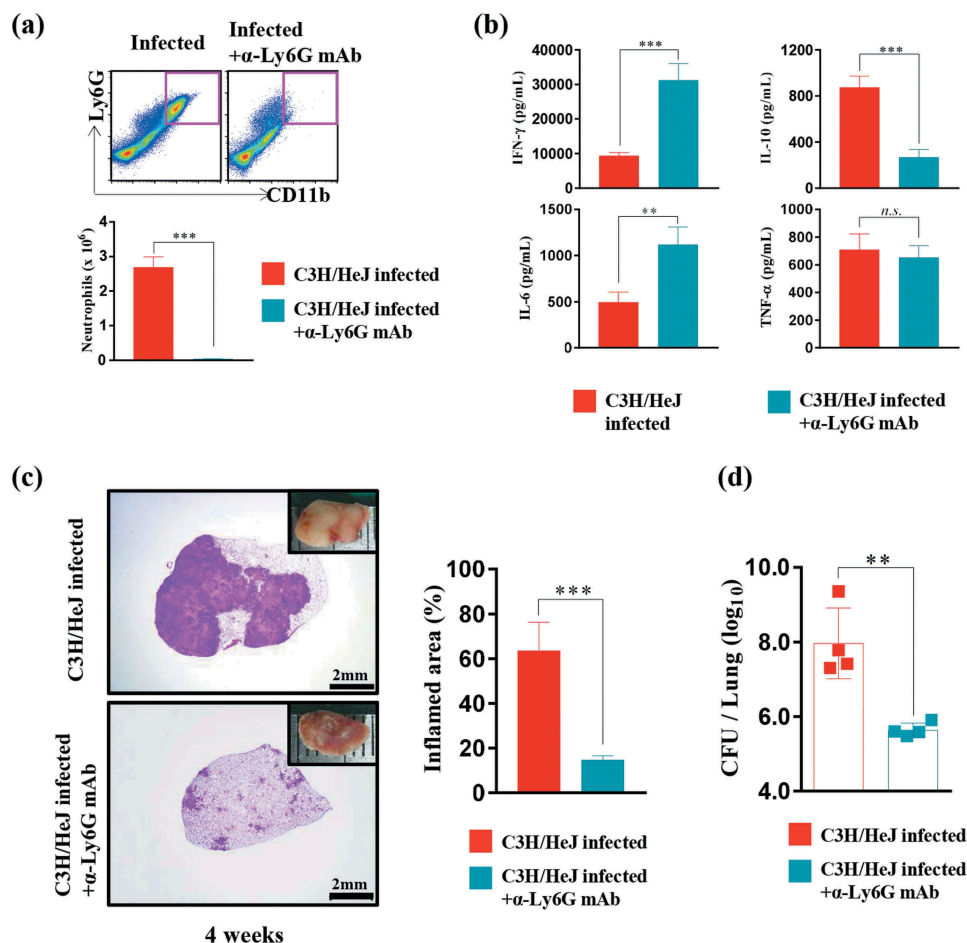 (a)
Infected
Infected
+α-Ly6G mAb
Ly6G
CD11b
Neutrophils (x 10⁶)
4
3
2
1
0
***
C3H/HeJ infected
C3H/HeJ infected
+α-Ly6G mAb
(b)
IFN-γ (pg/mL)
40000
30000
20000
10000
0
***
IL-10 (pg/mL)
1200
800
400
0
***
IL-6 (pg/mL)
1500
1000
500
0
**
TNF-α (pg/mL)
1000
800
600
400
200
0
n.s.
C3H/HeJ
infected
C3H/HeJ infected
+α-Ly6G mAb
(c)
C3H/HeJ infected
2mm
C3H/HeJ infected
+α-Ly6G mAb
2mm
4 weeks
Inflamed area (%)
100
80
60
40
20
0
***
C3H/HeJ infected
C3H/HeJ infected
+α-Ly6G mAb
(d)
CFU / Lung (log₁₀)
10.0
8.0
6.0
4.0
**
C3H/HeJ infected
C3H/HeJ infected
+α-Ly6G mAb